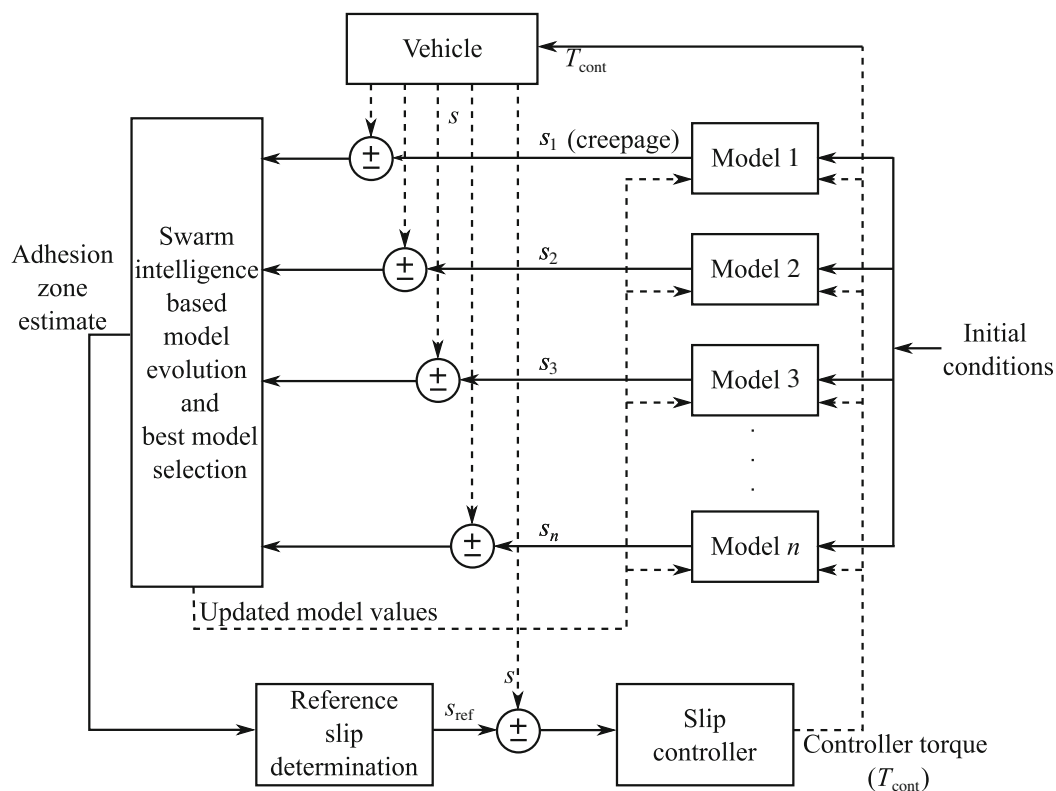 Vehicle
T_cont
s
s_1 (creepage)
Model 1
±
Swarm
intelligence
based
model
evolution
and
best model
selection
Adhesion
zone
estimate
±
s_2
Model 2
±
s_3
Model 3
Initial
conditions
.
.
.
±
s_n
Model n
Updated model values
s
Reference
slip
determination
s_ref
±
Slip
controller
Controller torque
(T_cont)